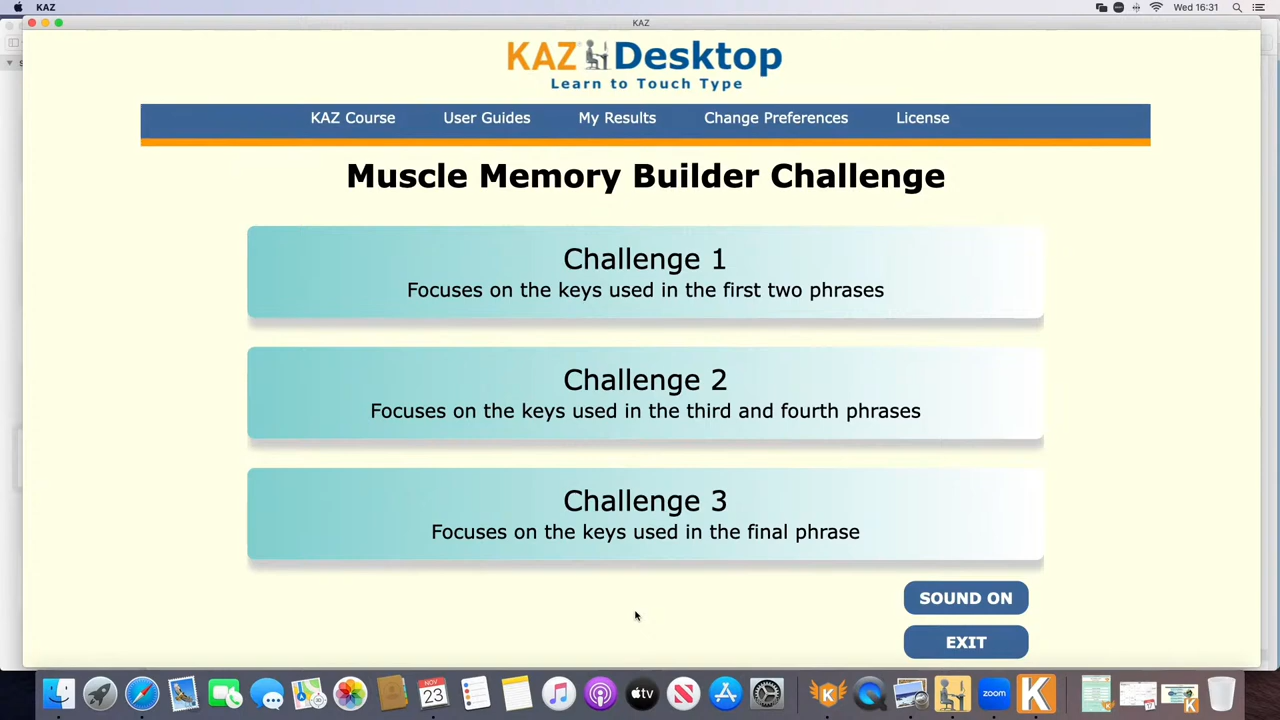 KAZ
Wed 16:31
KAZ
KAZ Desktop
Learn to Touch Type
KAZ Course
User Guides
My Results
Change Preferences
License
Muscle Memory Builder Challenge
Challenge 1
Focuses on the keys used in the first two phrases
Challenge 2
Focuses on the keys used in the third and fourth phrases
Challenge 3
Focuses on the keys used in the final phrase
SOUND ON
EXIT
NOV
23
tv
zoom
K